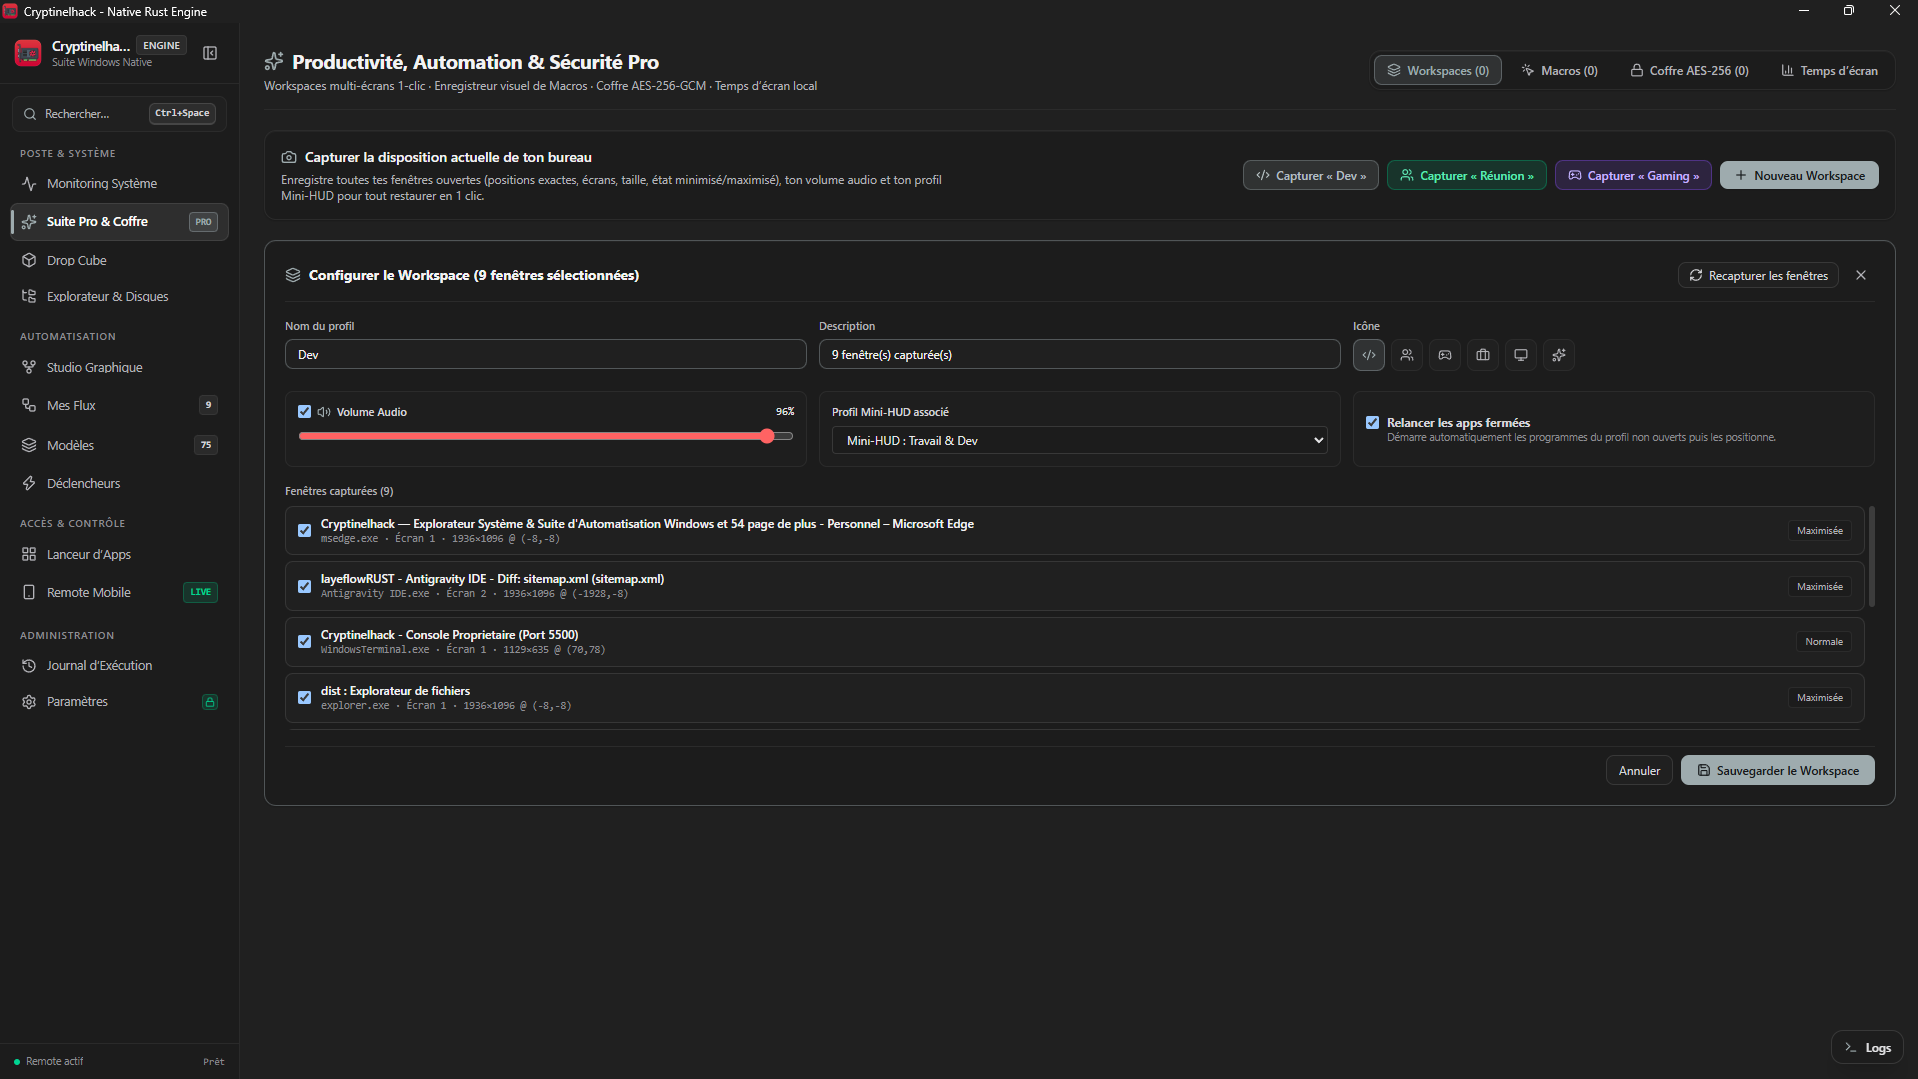 Cryptinelhack - Native Rust Engine
Cryptinelha... ENGINE
Suite Windows Native
Rechercher... Ctrl+Space
POSTE & SYSTÈME
Monitoring Système
Suite Pro & Coffre PRO
Drop Cube
Explorateur & Disques
AUTOMATISATION
Studio Graphique
Mes Flux 9
Modèles 75
Déclencheurs
ACCÈS & CONTRÔLE
Lanceur d'Apps
Remote Mobile LIVE
ADMINISTRATION
Journal d'Exécution
Paramètres
Remote actif Prêt
Productivité, Automation & Sécurité Pro
Workspaces multi-écrans 1-clic · Enregistreur visuel de Macros · Coffre AES-256-GCM · Temps d'écran local
Workspaces (0) Macros (0) Coffre AES-256 (0) Temps d'écran
Capturer la disposition actuelle de ton bureau
Enregistre toutes tes fenêtres ouvertes (positions exactes, écrans, taille, état minimisé/maximisé), ton volume audio et ton profil
Mini-HUD pour tout restaurer en 1 clic.
Capturer « Dev » Capturer « Réunion » Capturer « Gaming » Nouveau Workspace
Configurer le Workspace (9 fenêtres sélectionnées)
Recapturer les fenêtres
Nom du profil
Dev
Description
9 fenêtre(s) capturée(s)
Icône
Volume Audio 96%
Profil Mini-HUD associé
Mini-HUD : Travail & Dev
Relancer les apps fermées
Démarre automatiquement les programmes du profil non ouverts puis les positionne.
Fenêtres capturées (9)
Cryptinelhack — Explorateur Système & Suite d'Automatisation Windows et 54 page de plus - Personnel – Microsoft Edge
msedge.exe · Écran 1 · 1936×1096 @ (-8,-8)
Maximisée
layeflowRUST - Antigravity IDE - Diff: sitemap.xml (sitemap.xml)
Antigravity IDE.exe · Écran 2 · 1936×1096 @ (-1928,-8)
Maximisée
Cryptinelhack - Console Proprietaire (Port 5500)
WindowsTerminal.exe · Écran 1 · 1129×635 @ (70,78)
Normale
dist : Explorateur de fichiers
explorer.exe · Écran 1 · 1936×1096 @ (-8,-8)
Maximisée
Annuler Sauvegarder le Workspace
Logs